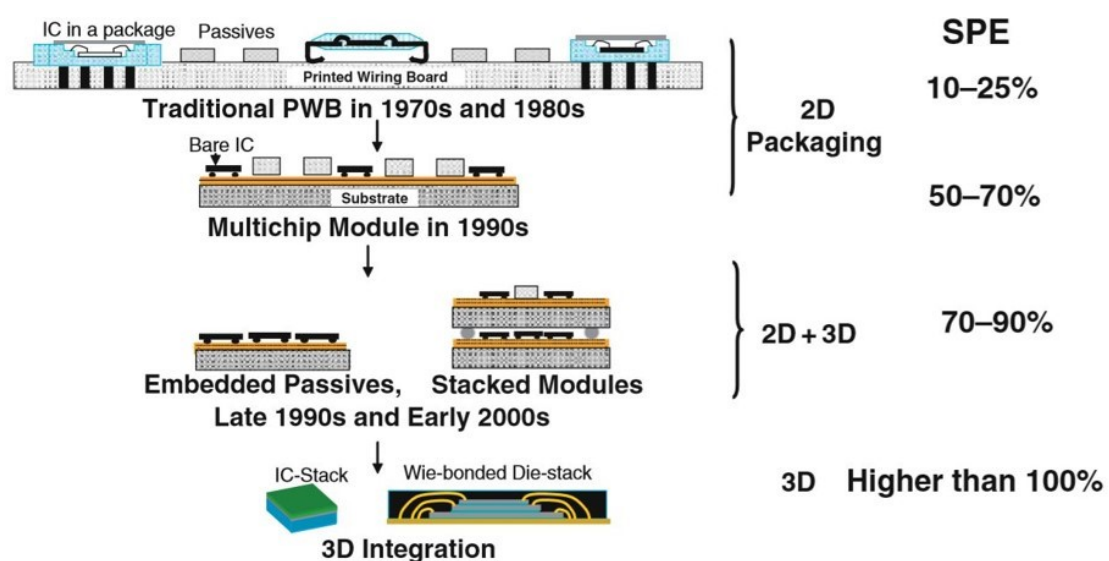 IC in a package
Passives
SPE
Printed Wiring Board
10–25%
Traditional PWB in 1970s and 1980s
2D
Packaging
Bare IC
Substrate
50–70%
Multichip Module in 1990s
2D + 3D
70–90%
Embedded Passives,
Stacked Modules
Late 1990s and Early 2000s
IC-Stack
Wie-bonded Die-stack
3D
Higher than 100%
3D Integration